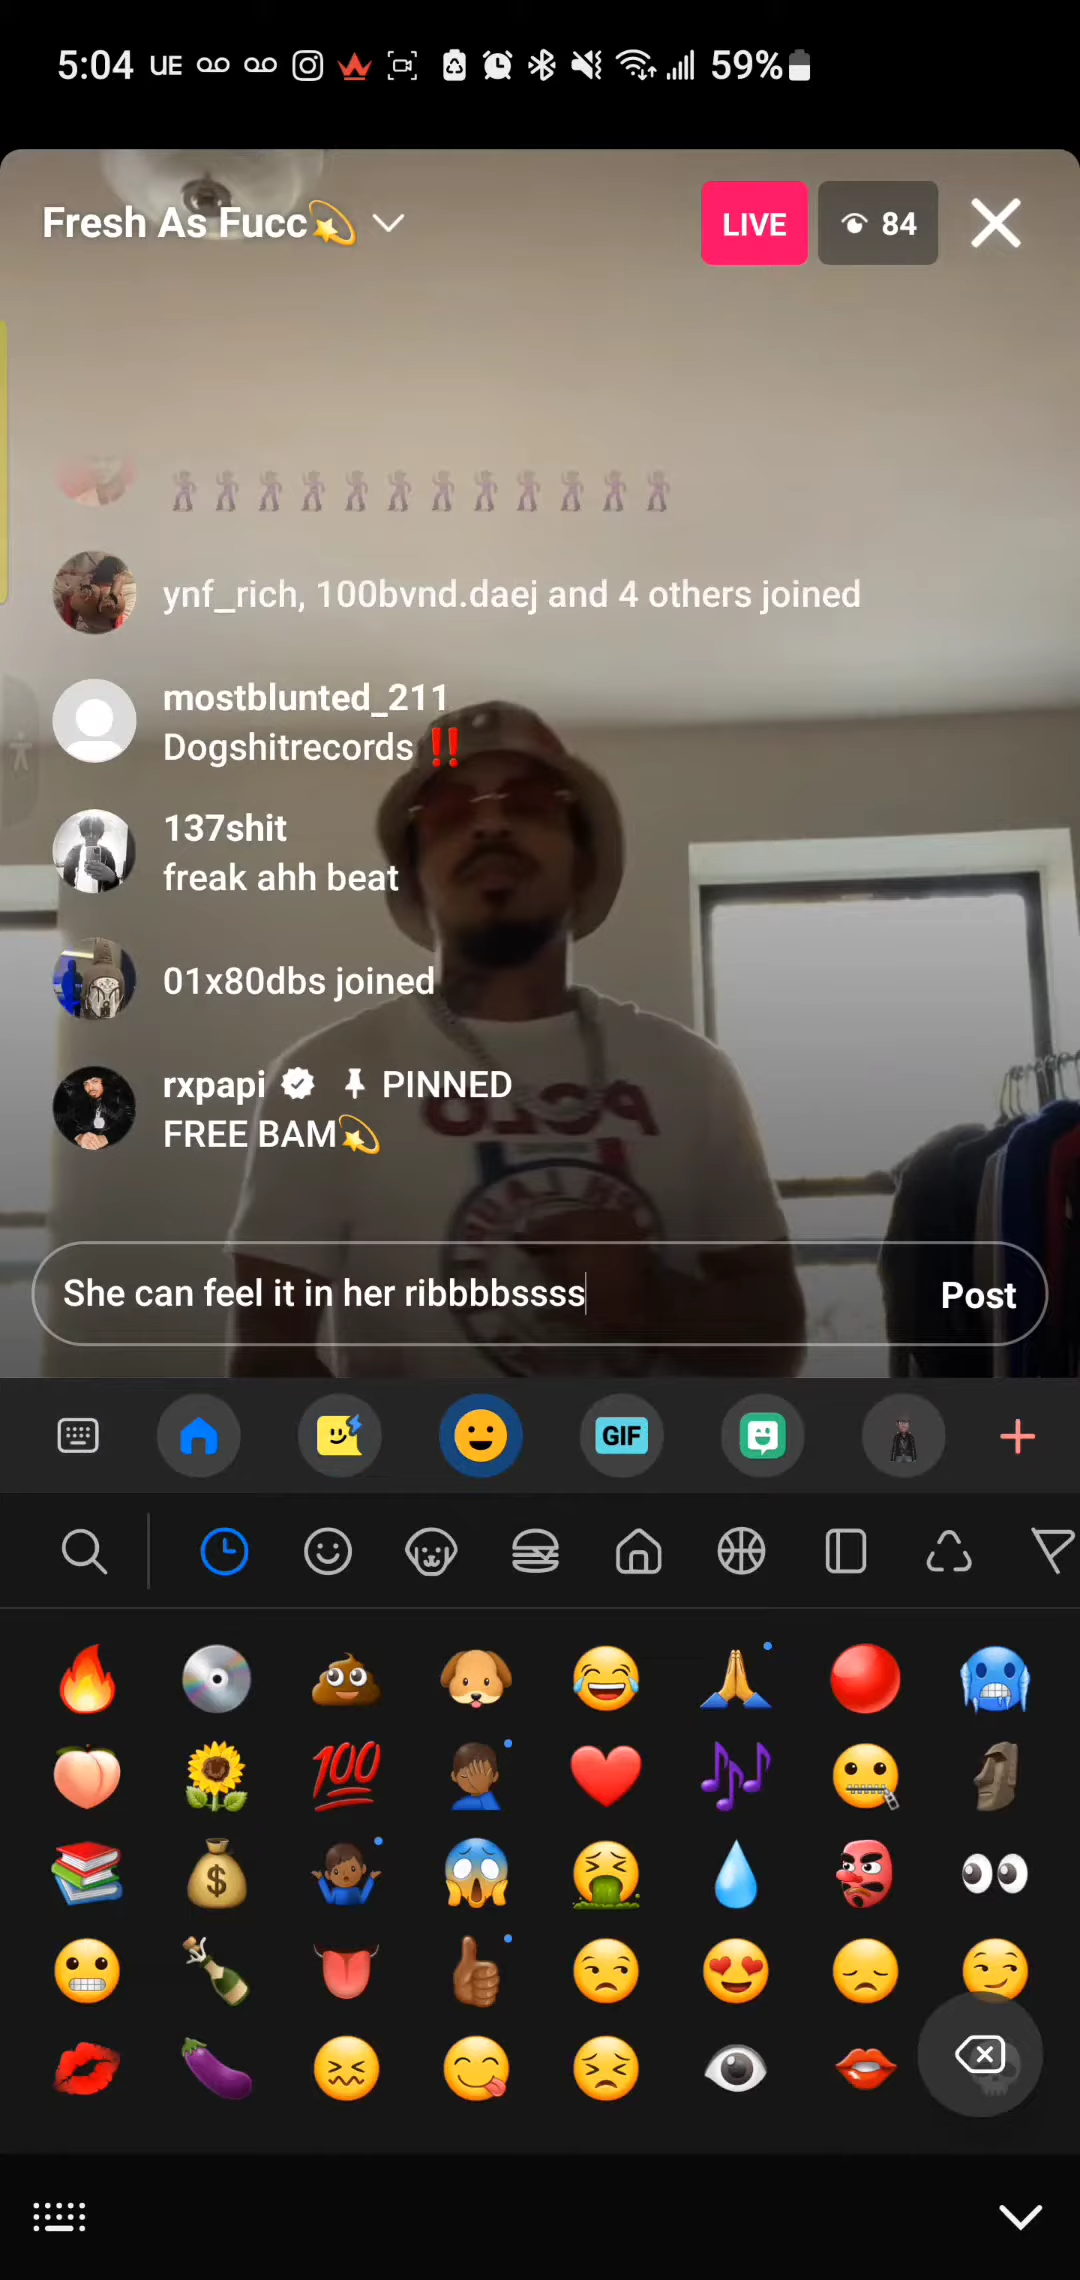 5:04 UE 59%
Fresh As Fucc💫
LIVE 84
🕺🕺🕺🕺🕺🕺🕺🕺🕺🕺🕺🕺
ynf_rich, 100bvnd.daej and 4 others joined
mostblunted_211
Dogshitrecords ‼️
137shit
freak ahh beat
01x80dbs joined
rxpapi PINNED
FREE BAM💫
POLO
She can feel it in her ribbbbssss
Post
GIF